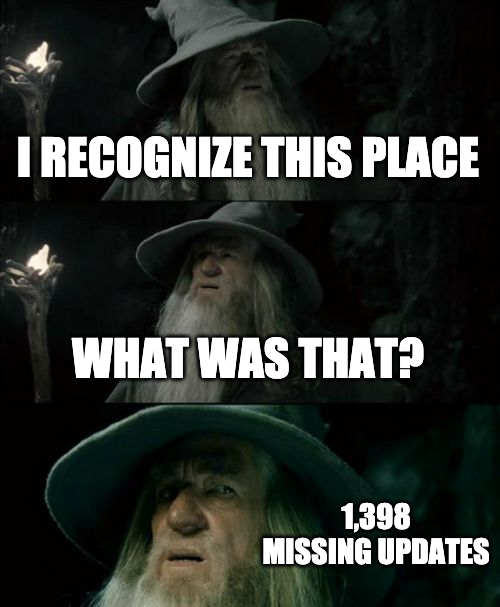 I RECOGNIZE THIS PLACE
WHAT WAS THAT?
1,398
MISSING UPDATES